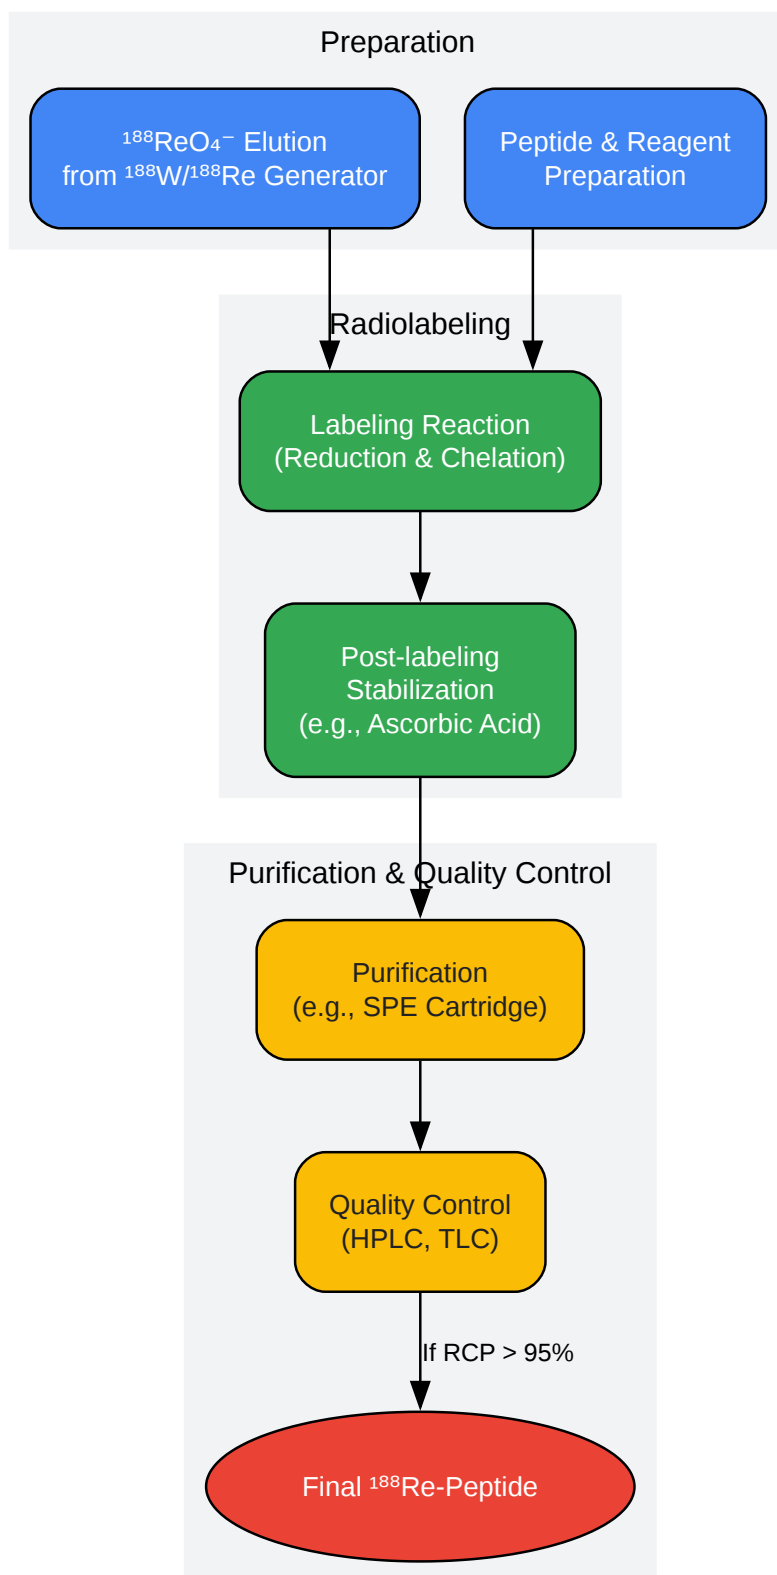 Preparation
¹⁸⁸ReO₄⁻ Elution
from ¹⁸⁸W/¹⁸⁸Re Generator
Peptide & Reagent
Preparation
Radiolabeling
Labeling Reaction
(Reduction & Chelation)
Post-labeling
Stabilization
(e.g., Ascorbic Acid)
Purification & Quality Control
Purification
(e.g., SPE Cartridge)
Quality Control
(HPLC, TLC)
If RCP > 95%
Final ¹⁸⁸Re-Peptide